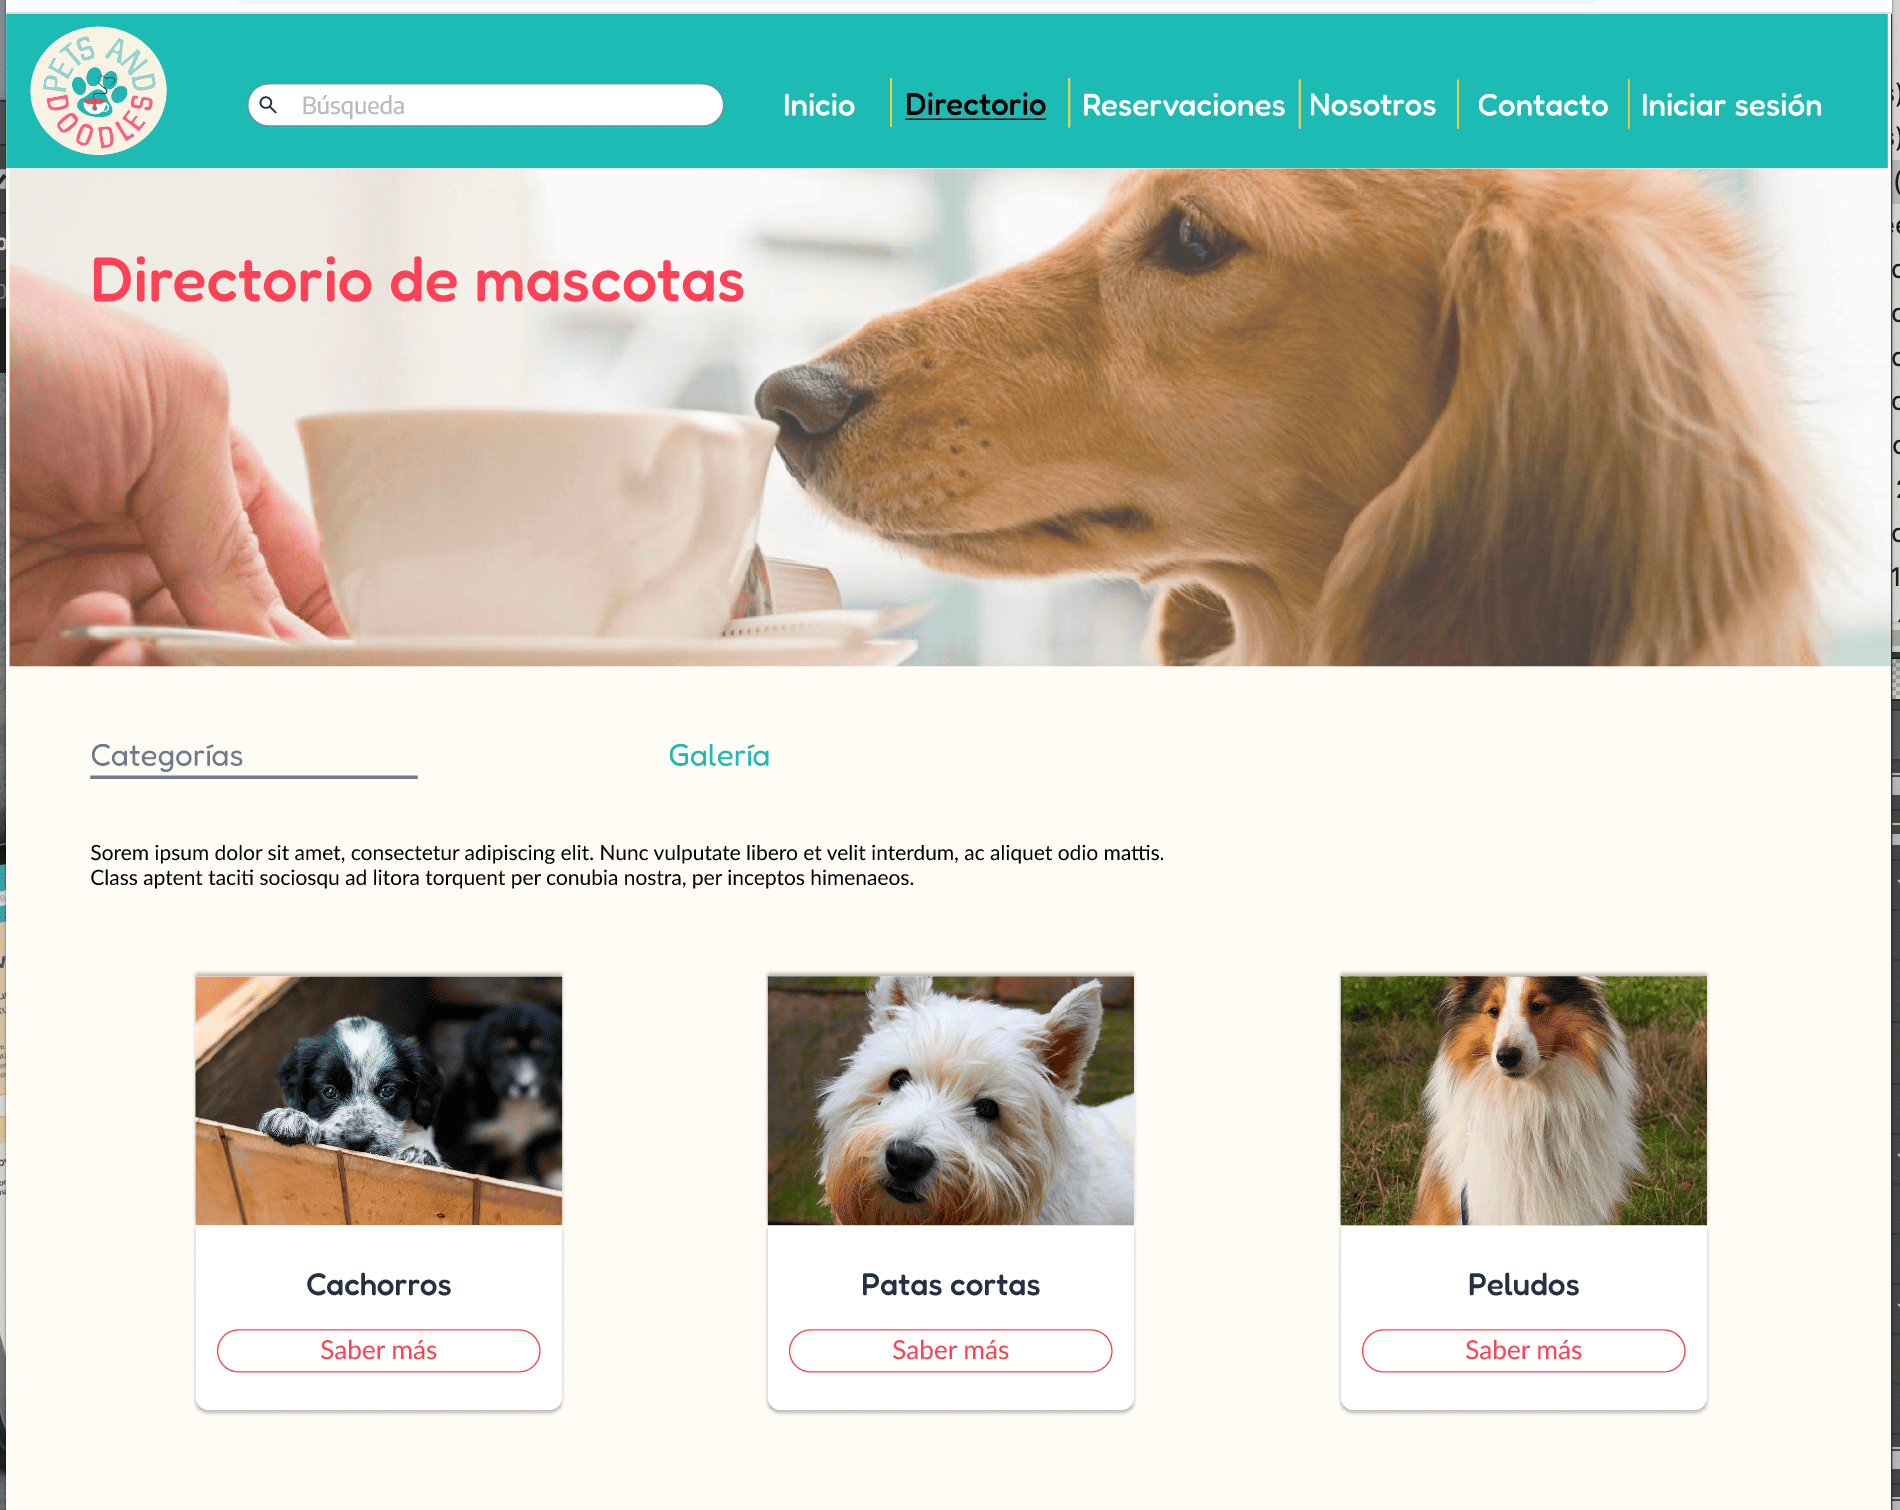 PETS AND
DOODLES
Búsqueda
Inicio
Directorio
Reservaciones
Nosotros
Contacto
Iniciar sesión
Directorio de mascotas
Categorías
Galería
Sorem ipsum dolor sit amet, consectetur adipiscing elit. Nunc vulputate libero et velit interdum, ac aliquet odio mattis.
Class aptent taciti sociosqu ad litora torquent per conubia nostra, per inceptos himenaeos.
Cachorros
Patas cortas
Peludos
Saber más
Saber más
Saber más